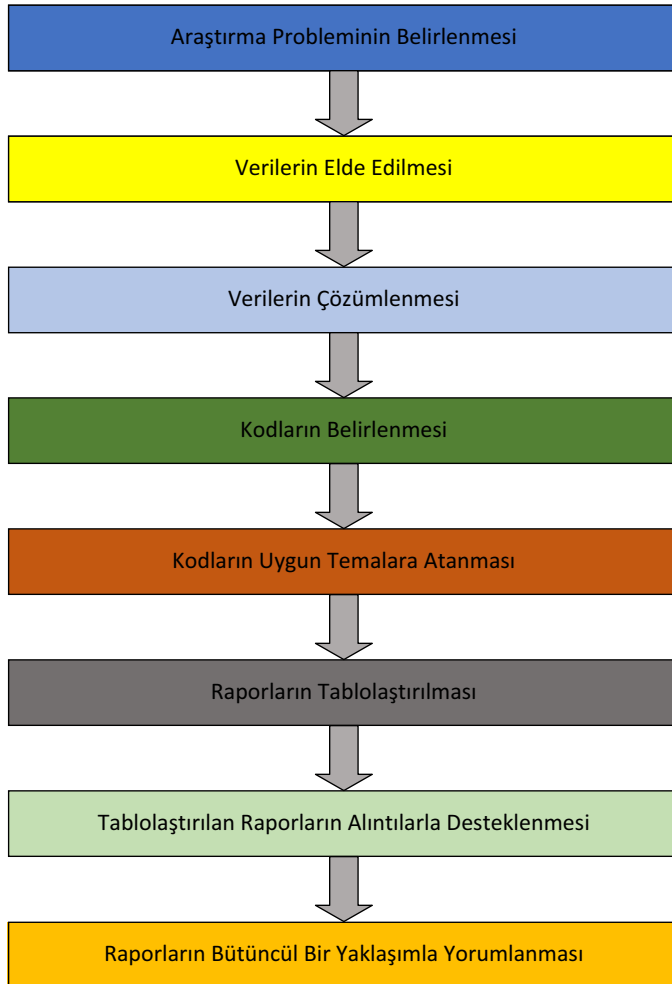 Araştırma Probleminin Belirlenmesi
Verilerin Elde Edilmesi
Verilerin Çözümlenmesi
Kodların Belirlenmesi
Kodların Uygun Temalara Atanması
Raporların Tablolaştırılması
Tablolaştırılan Raporların Alıntılarla Desteklenmesi
Raporların Bütüncül Bir Yaklaşımla Yorumlanması